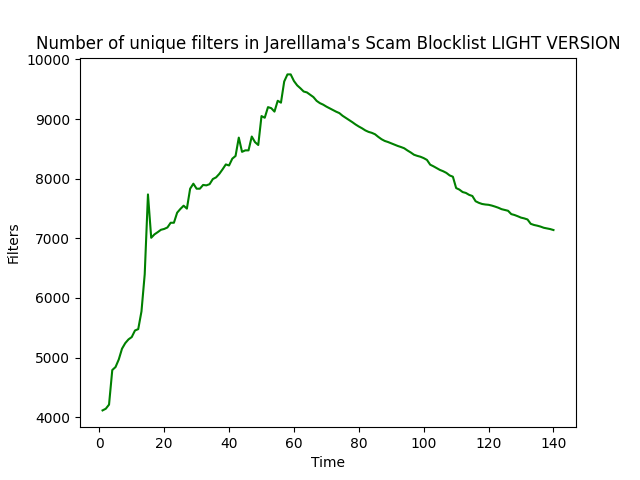 Number of unique filters in Jarelllama's Scam Blocklist LIGHT VERSION
10000
9000
8000
7000
6000
5000
4000
Filters
0 20 40 60 80 100 120 140
Time